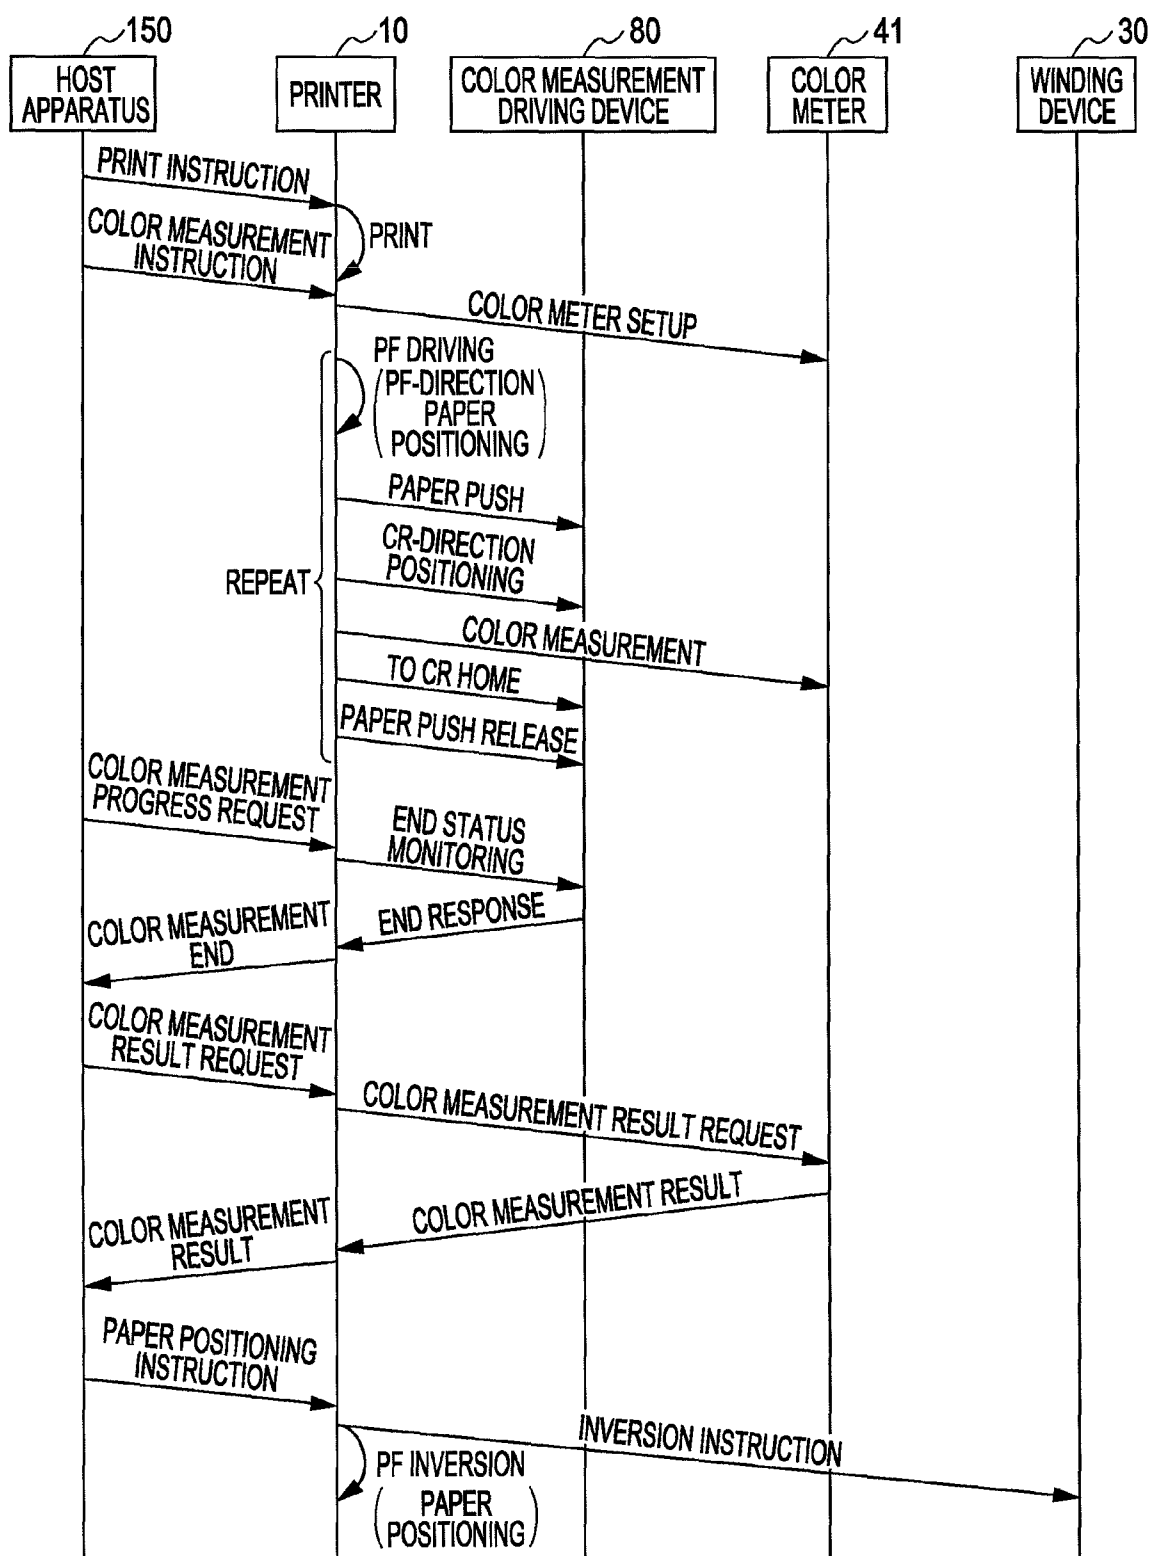 150
10
80
41
30
HOST
APPARATUS
PRINTER
COLOR MEASUREMENT
DRIVING DEVICE
COLOR
METER
WINDING
DEVICE
PRINT INSTRUCTION
PRINT
COLOR MEASUREMENT
INSTRUCTION
COLOR METER SETUP
PF DRIVING
(PF-DIRECTION
PAPER
POSITIONING)
PAPER PUSH
CR-DIRECTION
POSITIONING
REPEAT
COLOR MEASUREMENT
TO CR HOME
PAPER PUSH RELEASE
COLOR MEASUREMENT
PROGRESS REQUEST
END STATUS
MONITORING
END RESPONSE
COLOR MEASUREMENT
END
COLOR MEASUREMENT
RESULT REQUEST
COLOR MEASUREMENT RESULT REQUEST
COLOR MEASUREMENT RESULT
COLOR MEASUREMENT
RESULT
PAPER POSITIONING
INSTRUCTION
INVERSION INSTRUCTION
PF INVERSION
(PAPER
POSITIONING)